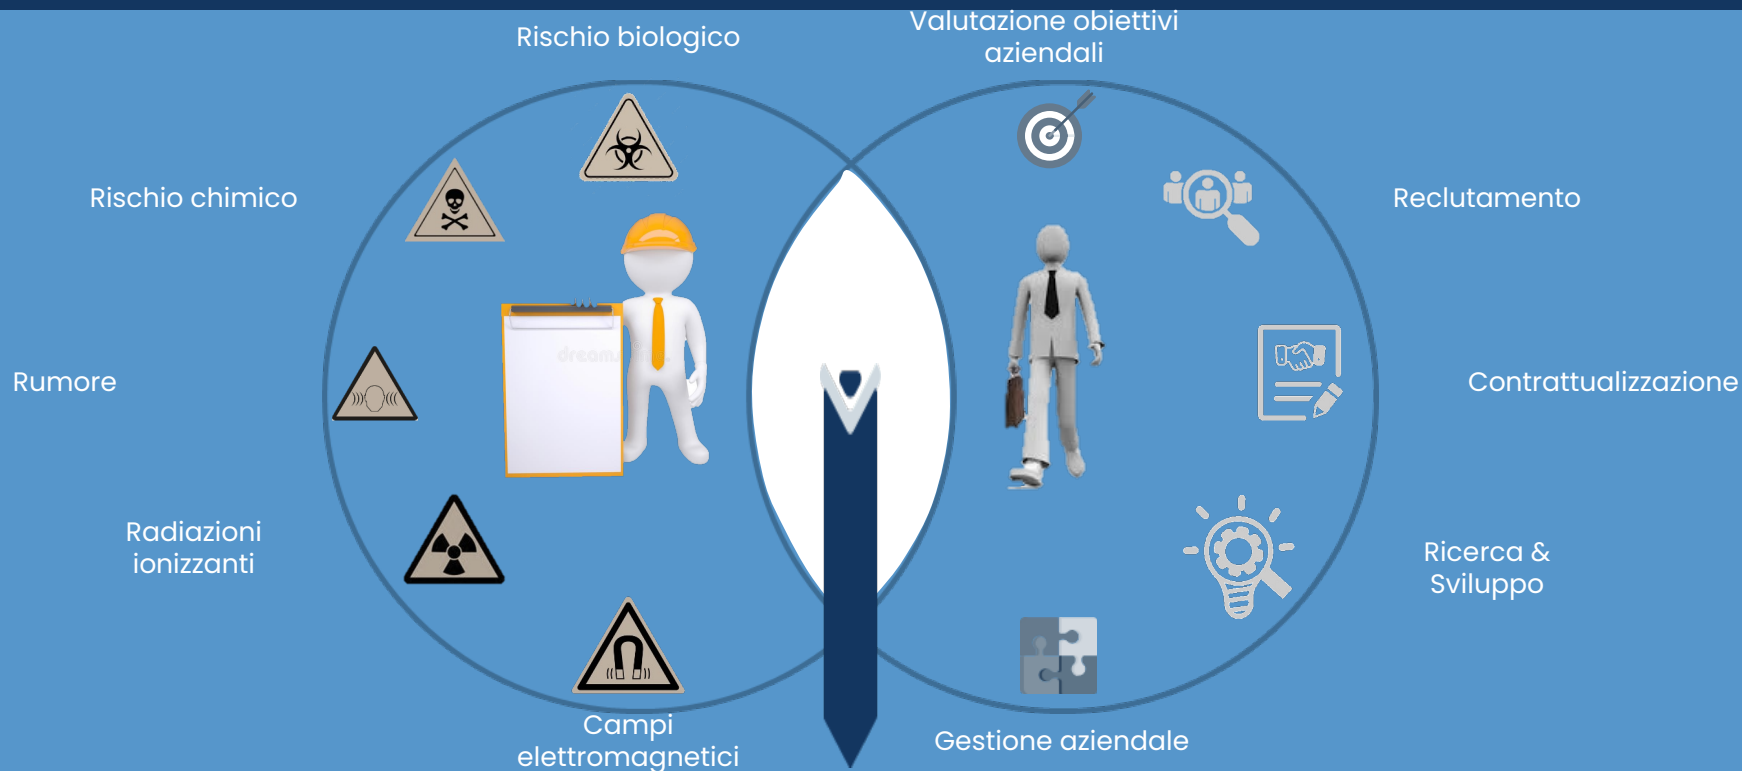 Rischio biologico
Valutazione obiettivi
aziendali
Rischio chimico
Reclutamento
Rumore
Contrattualizzazione
Radiazioni
ionizzanti
Ricerca &
Sviluppo
Campi
elettromagnetici
Gestione aziendale